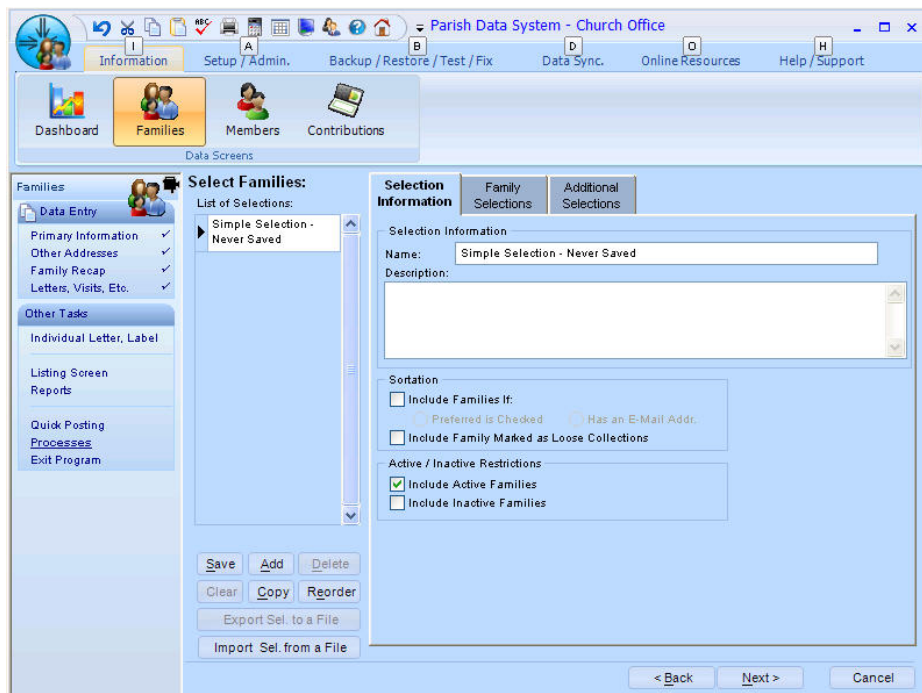 ABC
Parish Data System - Church Office
I
A
B
D
O
H
Information
Setup / Admin.
Backup / Restore / Test / Fix
Data Sync.
Online Resources
Help / Support
Dashboard
Families
Members
Contributions
Data Screens
Families
Data Entry
Primary Information
Other Addresses
Family Recap
Letters, Visits, Etc.
Other Tasks
Individual Letter, Label
Listing Screen
Reports
Quick Posting
Processes
Exit Program
Select Families:
List of Selections:
Simple Selection -
Never Saved
Save
Add
Delete
Clear
Copy
Reorder
Export Sel. to a File
Import Sel. from a File
Selection
Information
Family
Selections
Additional
Selections
Selection Information
Name:
Simple Selection - Never Saved
Description:
Sortation
Include Families If:
Preferred is Checked
Has an E-Mail Addr.
Include Family Marked as Loose Collections
Active / Inactive Restrictions
Include Active Families
Include Inactive Families
< Back
Next >
Cancel